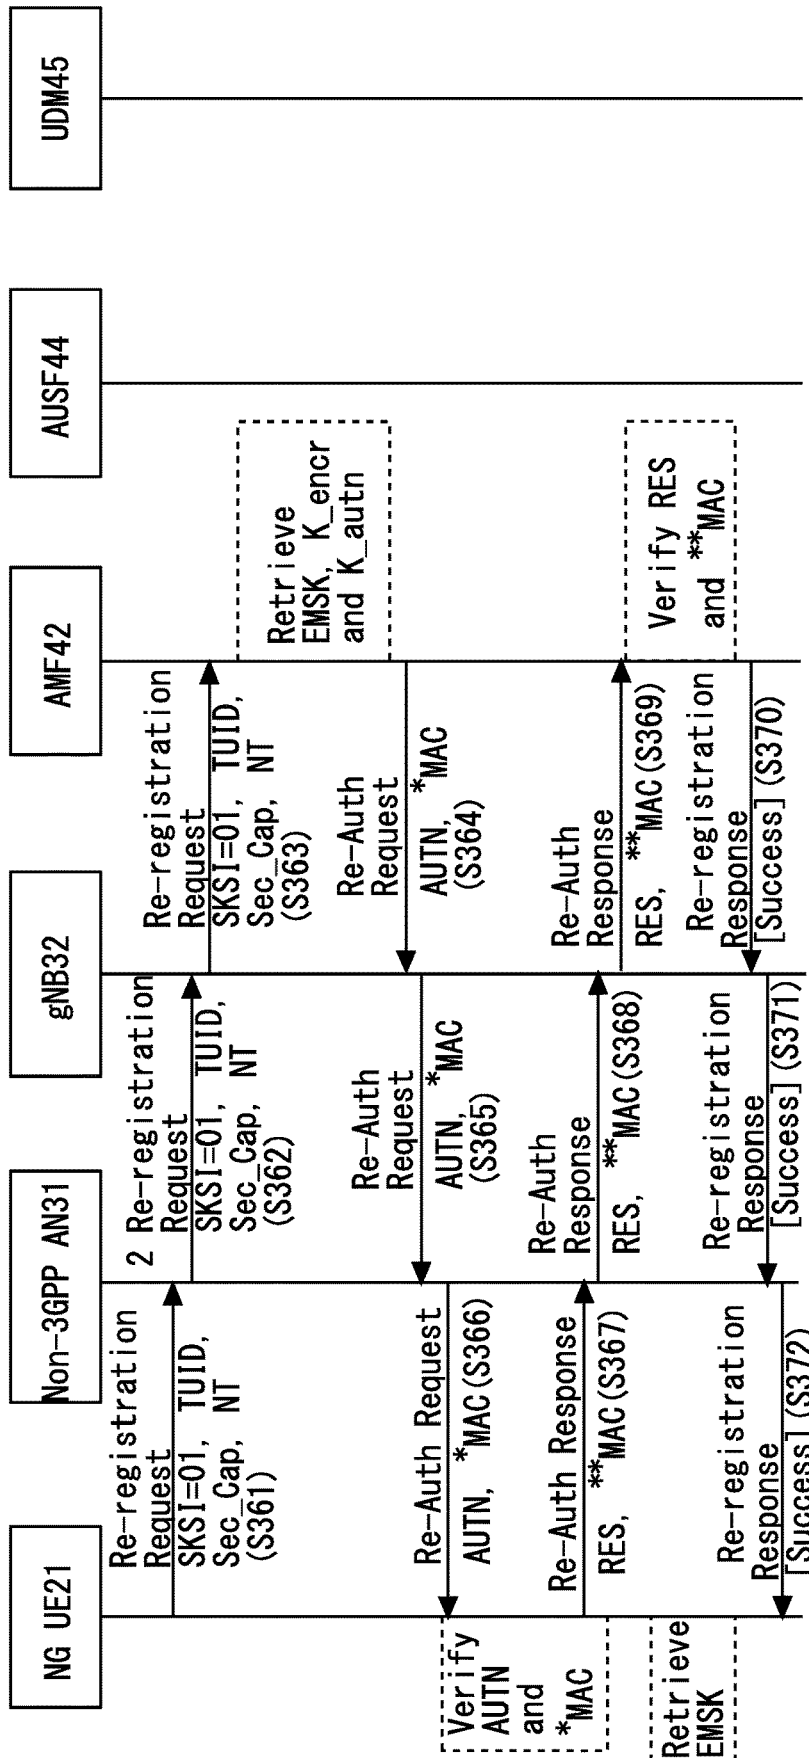 NG UE21
Non-3GPP AN31
gNB32
AMF42
AUSF44
UDM45
Re-registration
Request
SKSI=01, TUID,
Sec_Cap, NT
(S361)
2 Re-registration
Request
SKSI=01, TUID,
Sec_Cap, NT
(S362)
Re-registration
Request
SKSI=01, TUID,
Sec_Cap, NT
(S363)
Retrieve
EMSK, K_encr
and K_autn
Re-Auth
Request
AUTN, *MAC
(S364)
Re-Auth
Request
AUTN, *MAC
(S365)
Re-Auth Request
AUTN, *MAC(S366)
Verify
AUTN
and
*MAC
Re-Auth Response
RES, **MAC(S367)
Re-Auth
Response
RES, **MAC(S368)
Re-Auth
Response
RES, **MAC(S369)
Verify RES
and **MAC
Re-registration
Response
[Success](S370)
Re-registration
Response
[Success](S371)
Re-registration
Response
[Success](S372)
Retrieve
EMSK